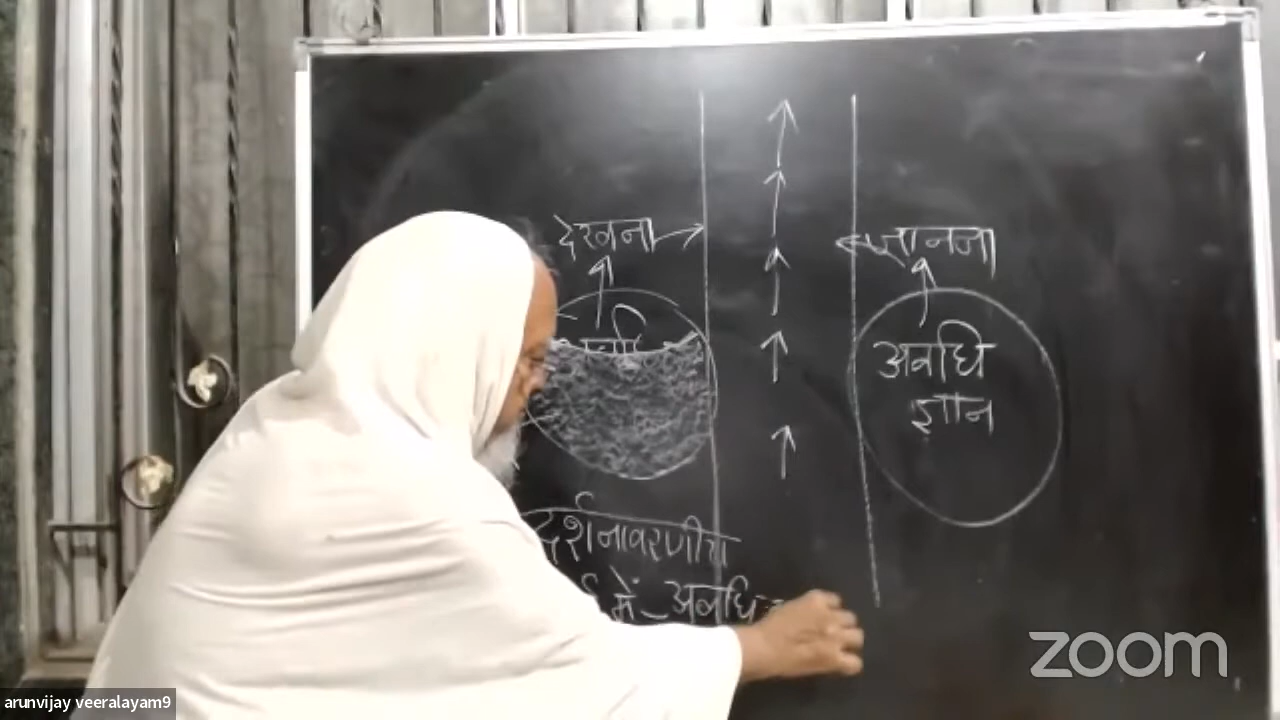 देखना
जानना
अवधि
ज्ञान
दर्शनावरणीय
में - अवधि
zoom
arunvijay veeralayam9